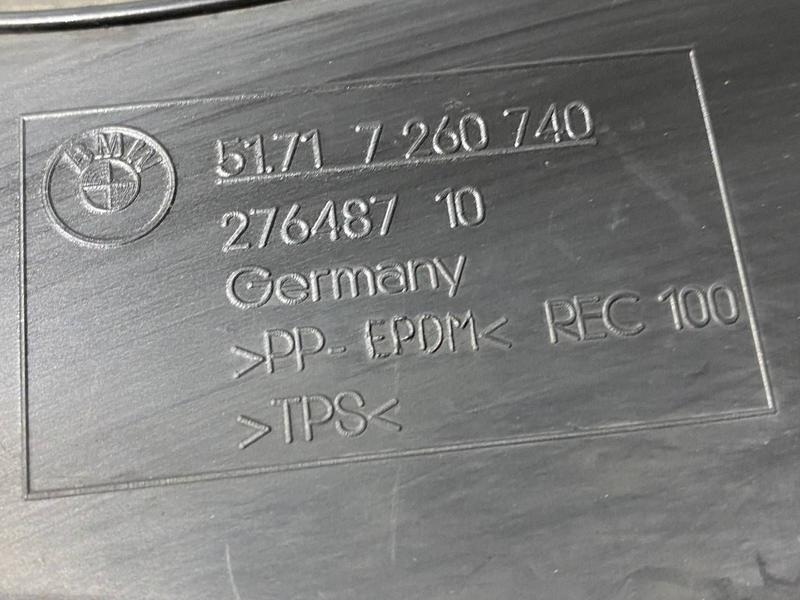 BMW
51.71 7 260 740
276487 10
Germany
>PP- EPDM< REC 100
>TPS<